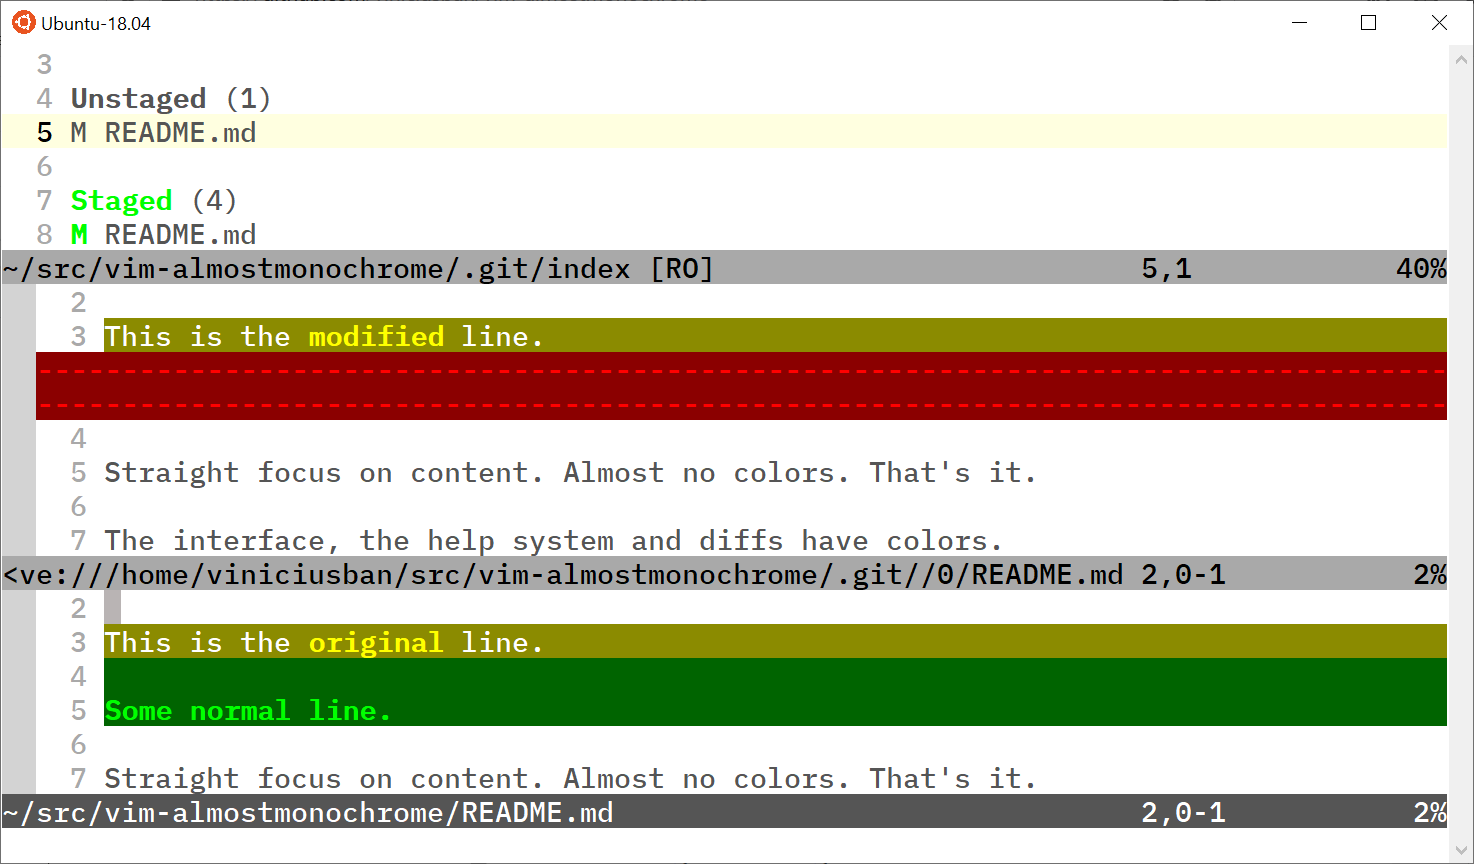 Ubuntu-18.04
3
4 Unstaged (1)
5 M README.md
6
7 Staged (4)
8 M README.md
~/src/vim-almostmonochrome/.git/index [RO] 5,1 40%
2
3 This is the modified line.
-------------------------------------------------------------------------------
-------------------------------------------------------------------------------
4
5 Straight focus on content. Almost no colors. That's it.
6
7 The interface, the help system and diffs have colors.
<ve:///home/viniciusban/src/vim-almostmonochrome/.git//0/README.md 2,0-1 2%
2
3 This is the original line.
4
5 Some normal line.
6
7 Straight focus on content. Almost no colors. That's it.
~/src/vim-almostmonochrome/README.md 2,0-1 2%